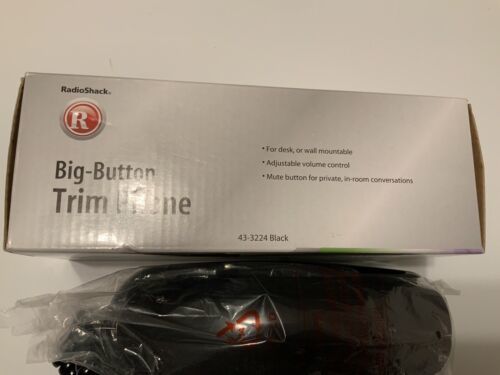 RadioShack®
R
Big-Button
Trim Phone
• For desk, or wall mountable
• Adjustable volume control
• Mute button for private, in-room conversations
43-3224 Black